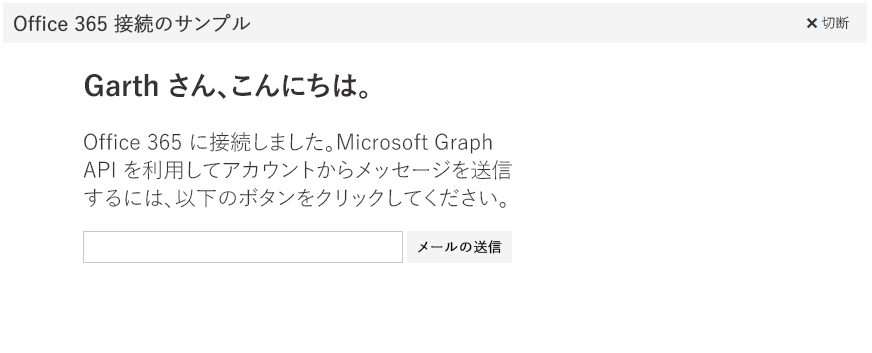 Office 365 接続のサンプル
✕ 切断
Garth さん、こんにちは。
Office 365 に接続しました。Microsoft Graph
API を利用してアカウントからメッセージを送信
するには、以下のボタンをクリックしてください。
メールの送信